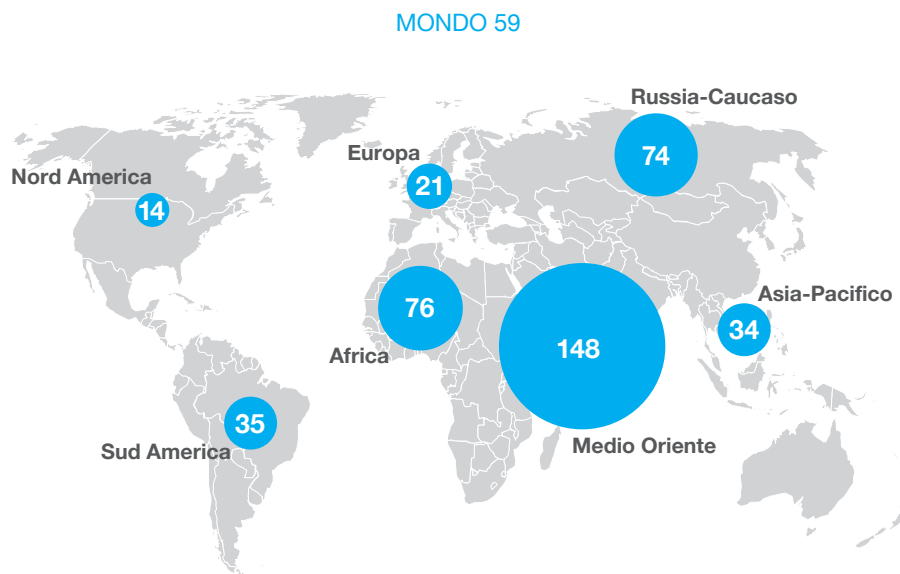 MONDO 59
Russia-Caucaso
74
Europa
21
Nord America
14
Asia-Pacifico
34
76
Africa
148
Medio Oriente
35
Sud America